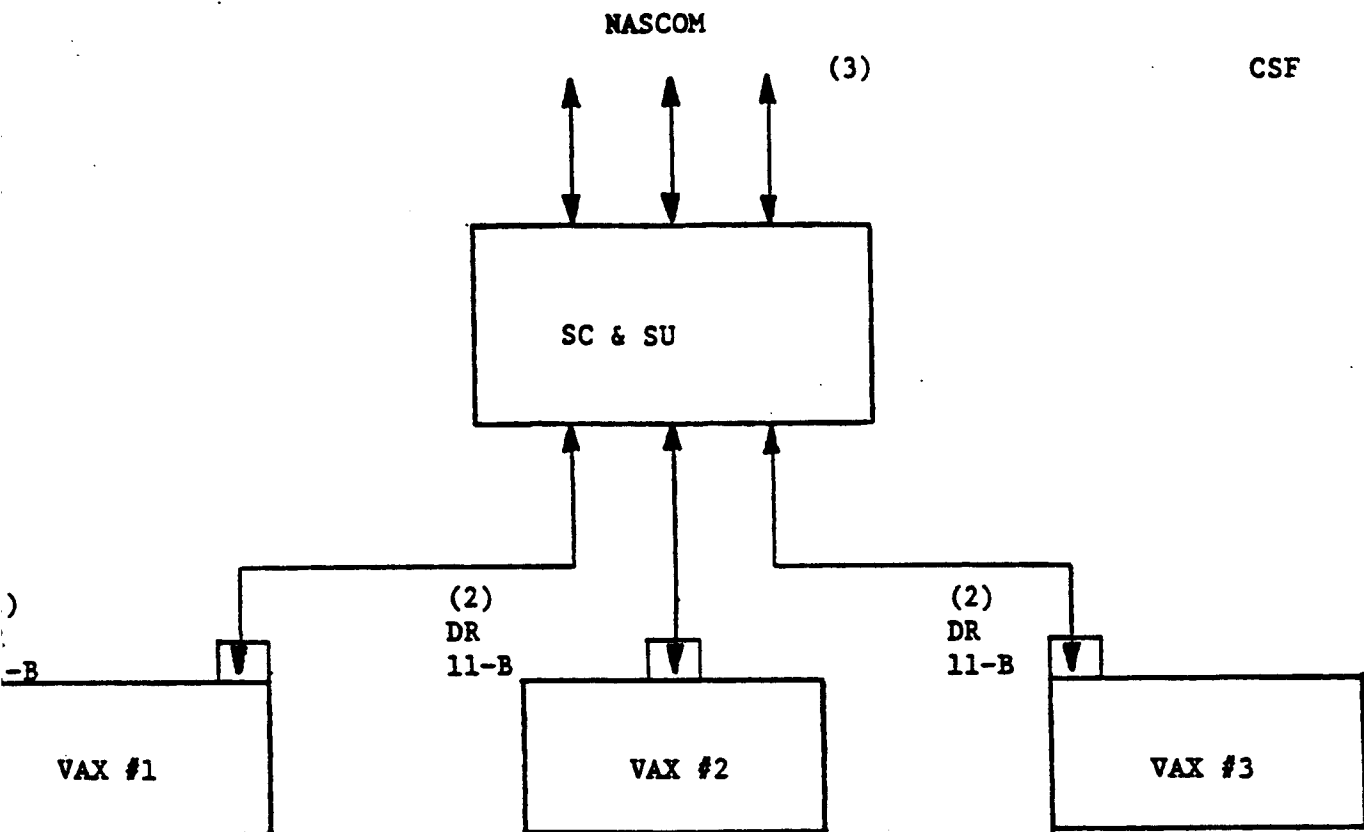 NASCOM
(3)
CSF
SC & SU
)
-B
(2)
DR
11-B
(2)
DR
11-B
VAX #1
VAX #2
VAX #3